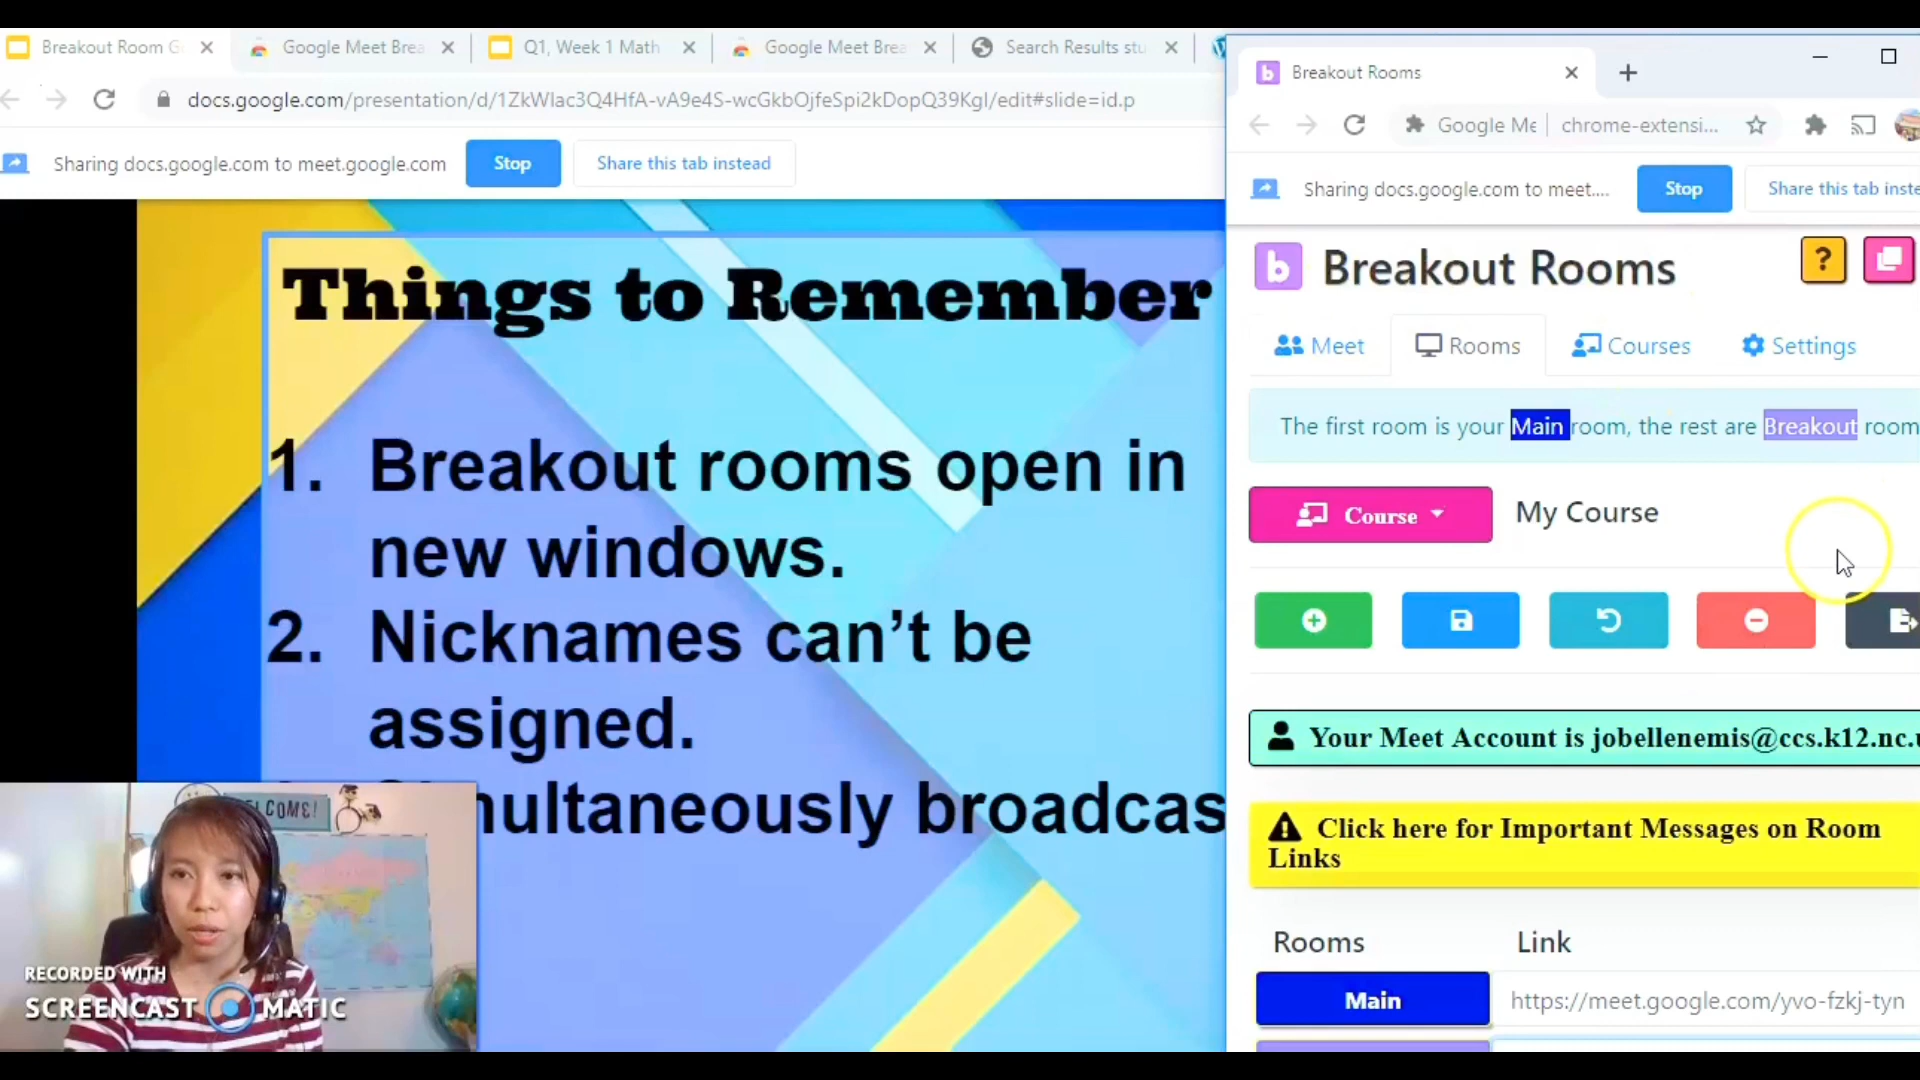 Breakout Room G
Google Meet Brea
Q1, Week 1 Math
Google Meet Brea
Search Results stu
docs.google.com/presentation/d/1ZkWlac3Q4HfA-vA9e4S-wcGkbOjfeSpi2kDopQ39KgI/edit#slide=id.p
Sharing docs.google.com to meet.google.com Stop Share this tab instead
Things to Remember
1. Breakout rooms open in
new windows.
2. Nicknames can’t be
assigned.
multaneously broadcas
RECORDED WITH
SCREENCAST MATIC
Breakout Rooms
Google Me chrome-extensi...
Sharing docs.google.com to meet.... Stop Share this tab inste
b Breakout Rooms ?
Meet Rooms Courses Settings
The first room is your Main room, the rest are Breakout room
Course My Course
Your Meet Account is jobellenemis@ccs.k12.nc.u
Click here for Important Messages on Room
Links
Rooms Link
Main https://meet.google.com/yvo-fzkj-tyn